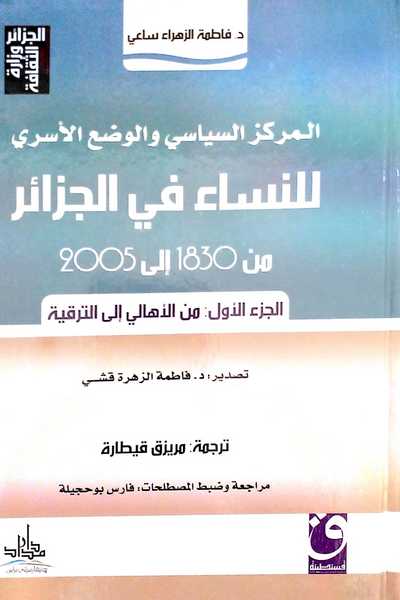 د. فاطمة الزهراء ساعي
الجزائر
وزارة
الثقافة
المركز السياسي والوضع الأسري
للنساء في الجزائر
من 1830 إلى 2005
الجزء الأول: من الأهالي إلى الترقية
تصدير: د. فاطمة الزهرة قشي
ترجمة: مريزق قيطارة
مراجعة وضبط المصطلحات: فارس بوحجيلة
دار
مداد
ق
قسنطينة